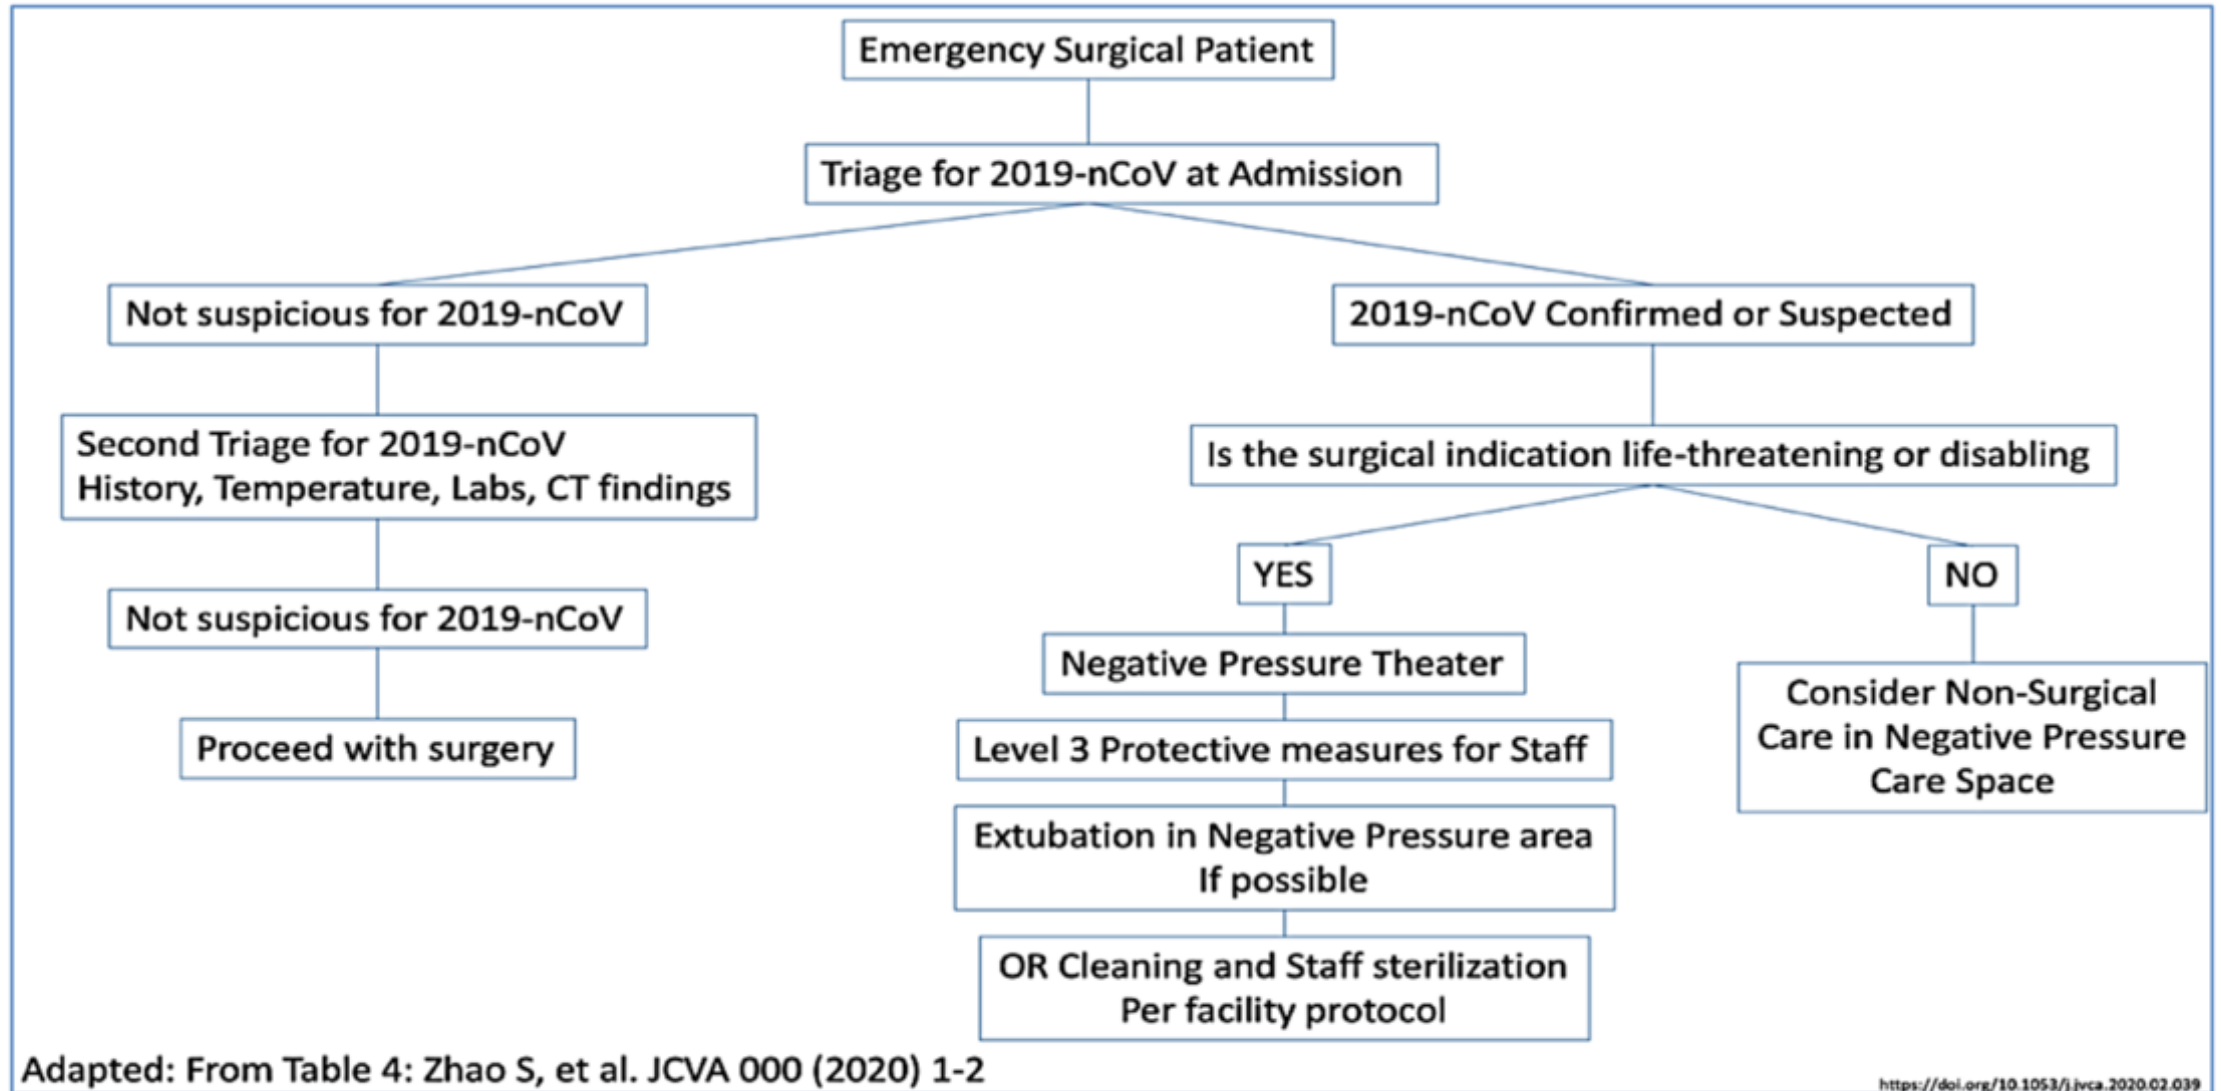 Emergency Surgical Patient
Triage for 2019-nCoV at Admission
Not suspicious for 2019-nCoV
2019-nCoV Confirmed or Suspected
Second Triage for 2019-nCoV
History, Temperature, Labs, CT findings
Is the surgical indication life-threatening or disabling
Not suspicious for 2019-nCoV
Proceed with surgery
YES
NO
Negative Pressure Theater
Level 3 Protective measures for Staff
Extubation in Negative Pressure area
If possible
OR Cleaning and Staff sterilization
Per facility protocol
Consider Non-Surgical
Care in Negative Pressure
Care Space
Adapted: From Table 4: Zhao S, et al. JCVA 000 (2020) 1-2
https://doi.org/10.1053/j.jvca.2020.02.039